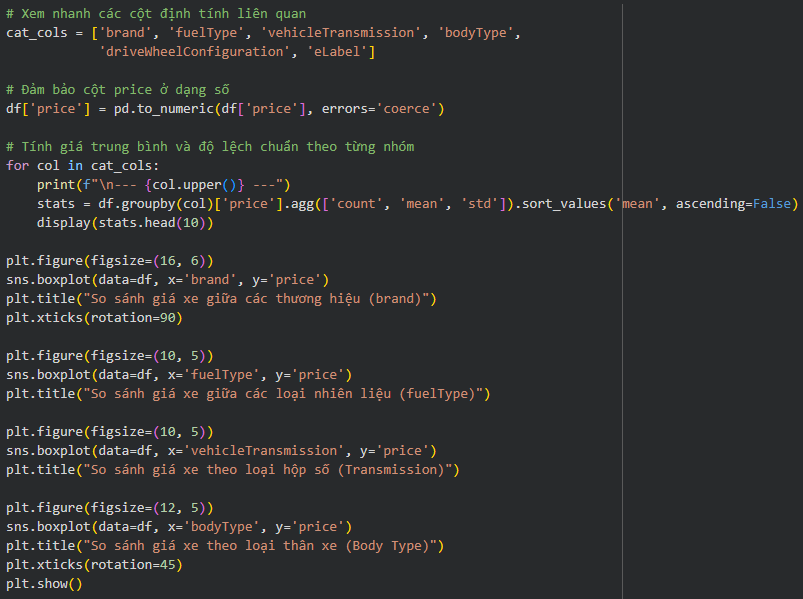 # Xem nhanh các cột định tính liên quan
cat_cols = ['brand', 'fuelType', 'vehicleTransmission', 'bodyType',
            'driveWheelConfiguration', 'eLabel']

# Đảm bảo cột price ở dạng số
df['price'] = pd.to_numeric(df['price'], errors='coerce')

# Tính giá trung bình và độ lệch chuẩn theo từng nhóm
for col in cat_cols:
    print(f"\n--- {col.upper()} ---")
    stats = df.groupby(col)['price'].agg(['count', 'mean', 'std']).sort_values('mean', ascending=False)
    display(stats.head(10))

plt.figure(figsize=(16, 6))
sns.boxplot(data=df, x='brand', y='price')
plt.title("So sánh giá xe giữa các thương hiệu (brand)")
plt.xticks(rotation=90)

plt.figure(figsize=(10, 5))
sns.boxplot(data=df, x='fuelType', y='price')
plt.title("So sánh giá xe giữa các loại nhiên liệu (fuelType)")

plt.figure(figsize=(10, 5))
sns.boxplot(data=df, x='vehicleTransmission', y='price')
plt.title("So sánh giá xe theo loại hộp số (Transmission)")

plt.figure(figsize=(12, 5))
sns.boxplot(data=df, x='bodyType', y='price')
plt.title("So sánh giá xe theo loại thân xe (Body Type)")
plt.xticks(rotation=45)
plt.show()